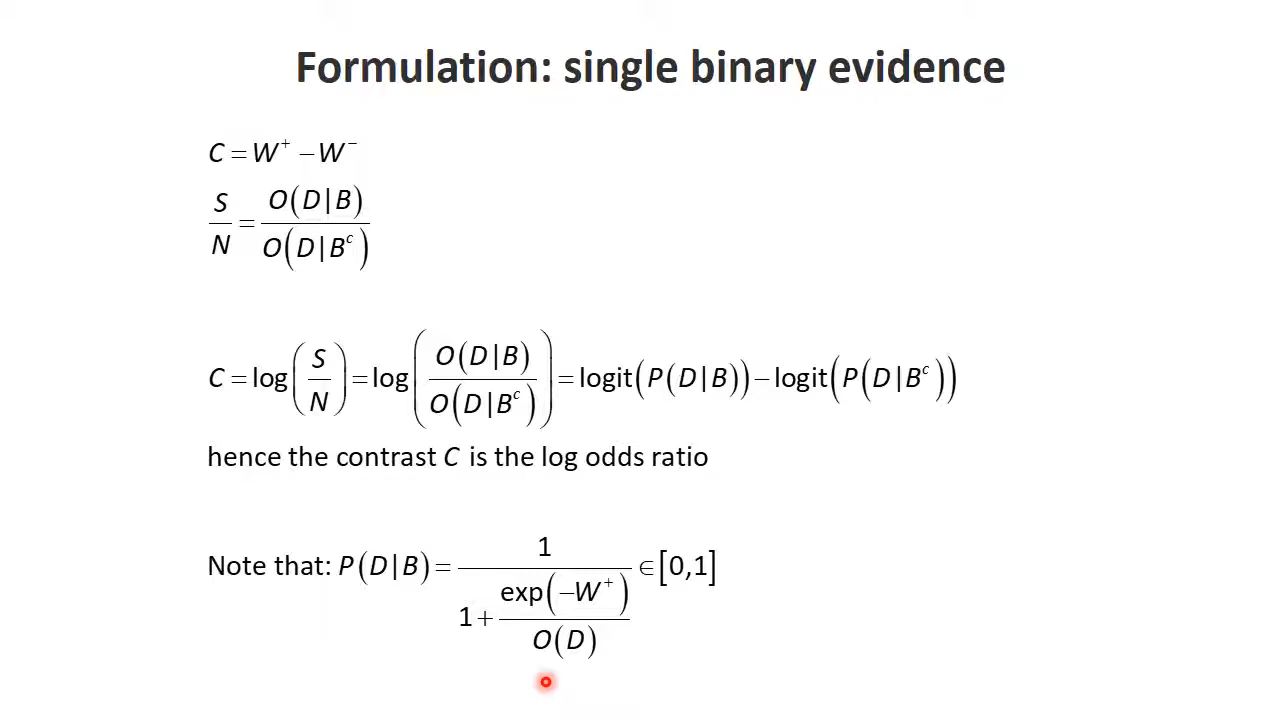 Formulation: single binary evidence
C = W⁺ − W⁻
S/N = O(D|B) / O(D|Bᶜ)
C = log(S/N) = log(O(D|B) / O(D|Bᶜ)) = logit(P(D|B)) − logit(P(D|Bᶜ))
hence the contrast C is the log odds ratio
Note that: P(D|B) = 1 / (1 + exp(−W⁺) / O(D)) ∈ [0,1]